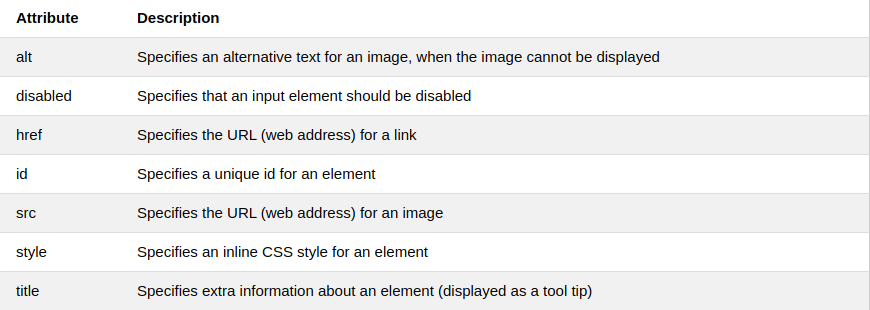 Attribute Description
alt Specifies an alternative text for an image, when the image cannot be displayed
disabled Specifies that an input element should be disabled
href Specifies the URL (web address) for a link
id Specifies a unique id for an element
src Specifies the URL (web address) for an image
style Specifies an inline CSS style for an element
title Specifies extra information about an element (displayed as a tool tip)